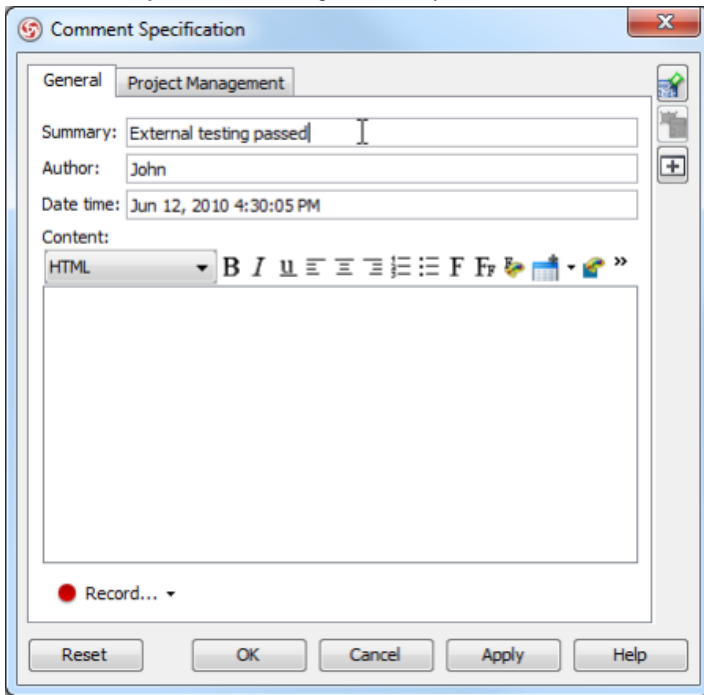 Comment Specification
General Project Management
Summary: External testing passed
Author: John
Date time: Jun 12, 2010 4:30:05 PM
Content:
HTML B I u F FF
Record...
Reset OK Cancel Apply Help